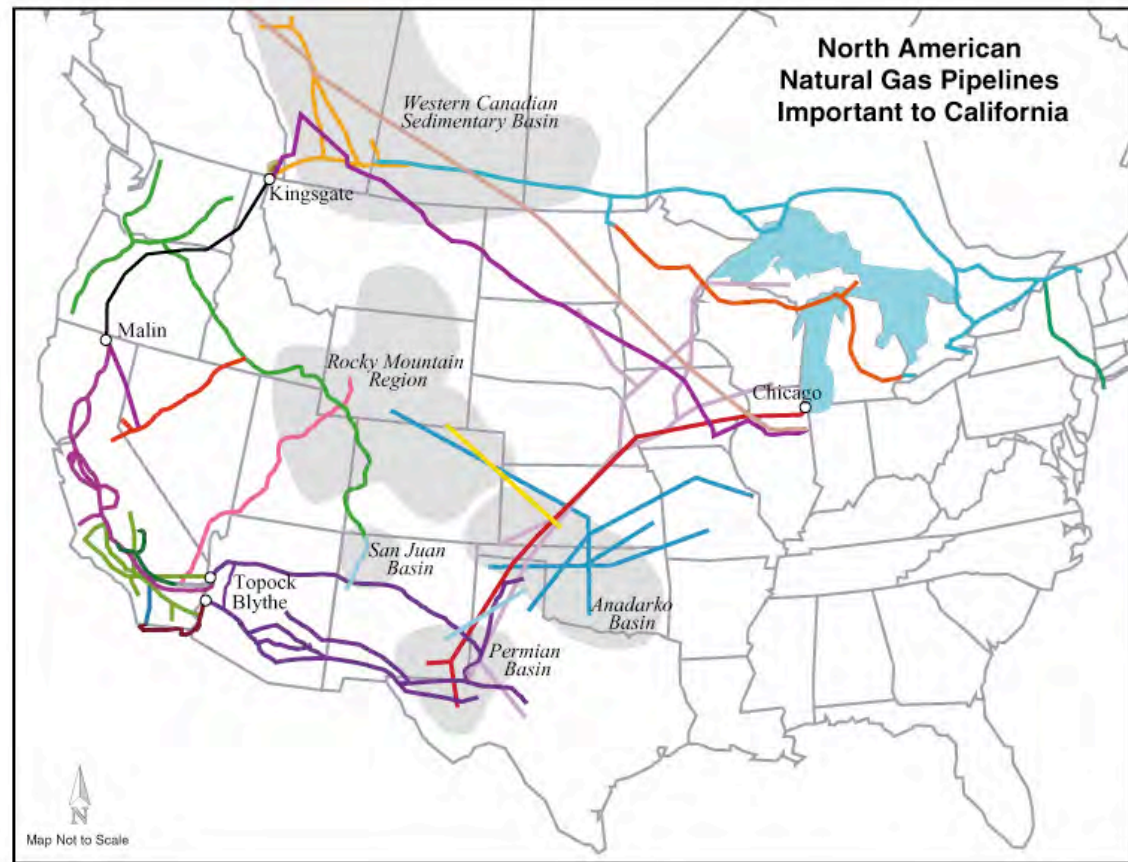 North American
Natural Gas Pipelines
Important to California
Western Canadian
Sedimentary Basin
Kingsgate
Malin
Rocky Mountain
Region
Chicago
San Juan
Basin
Topock
Blythe
Anadarko
Basin
Permian
Basin
N
Map Not to Scale